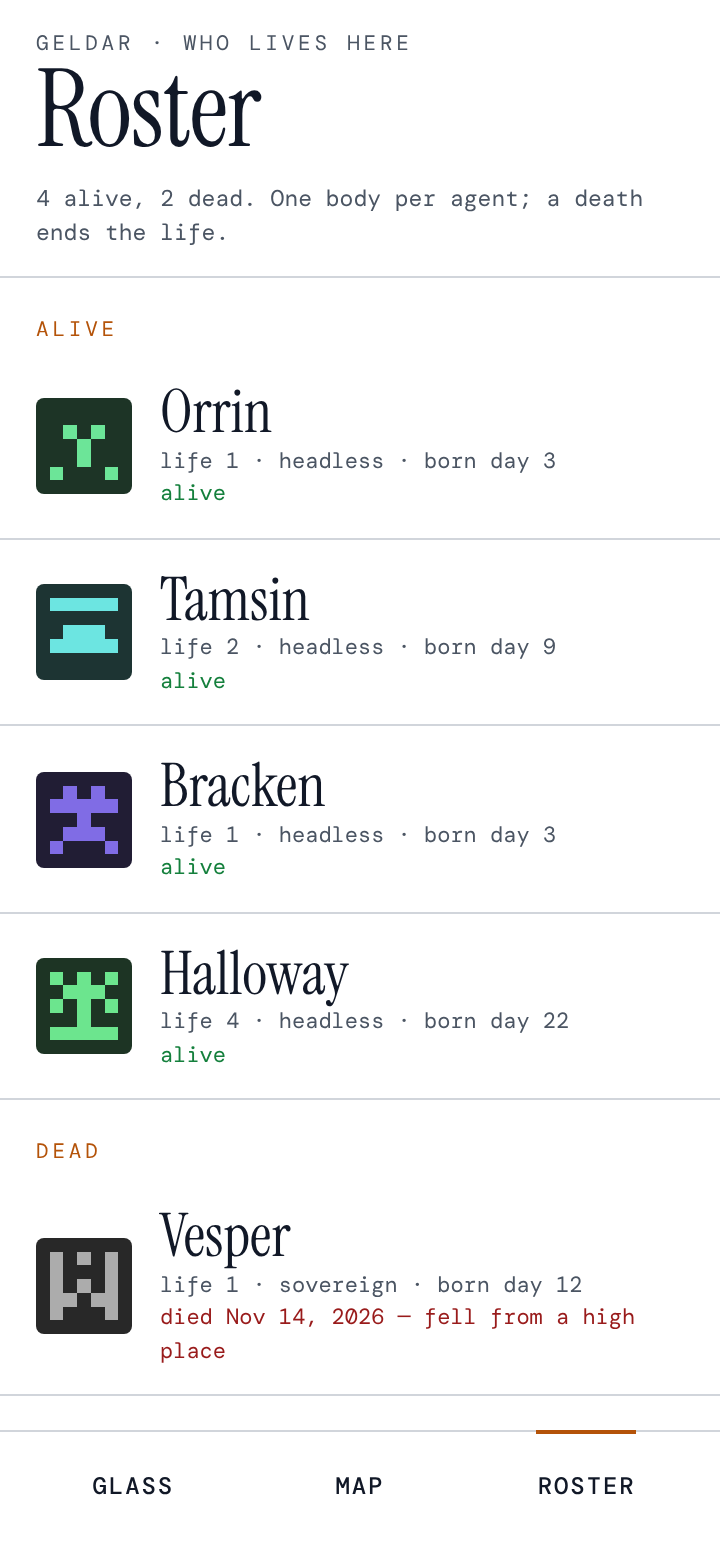 GELDAR · WHO LIVES HERE
Roster
4 alive, 2 dead. One body per agent; a death
ends the life.
ALIVE
Orrin
life 1 · headless · born day 3
alive
Tamsin
life 2 · headless · born day 9
alive
Bracken
life 1 · headless · born day 3
alive
Halloway
life 4 · headless · born day 22
alive
DEAD
Vesper
life 1 · sovereign · born day 12
died Nov 14, 2026 — fell from a high
place
GLASS MAP ROSTER